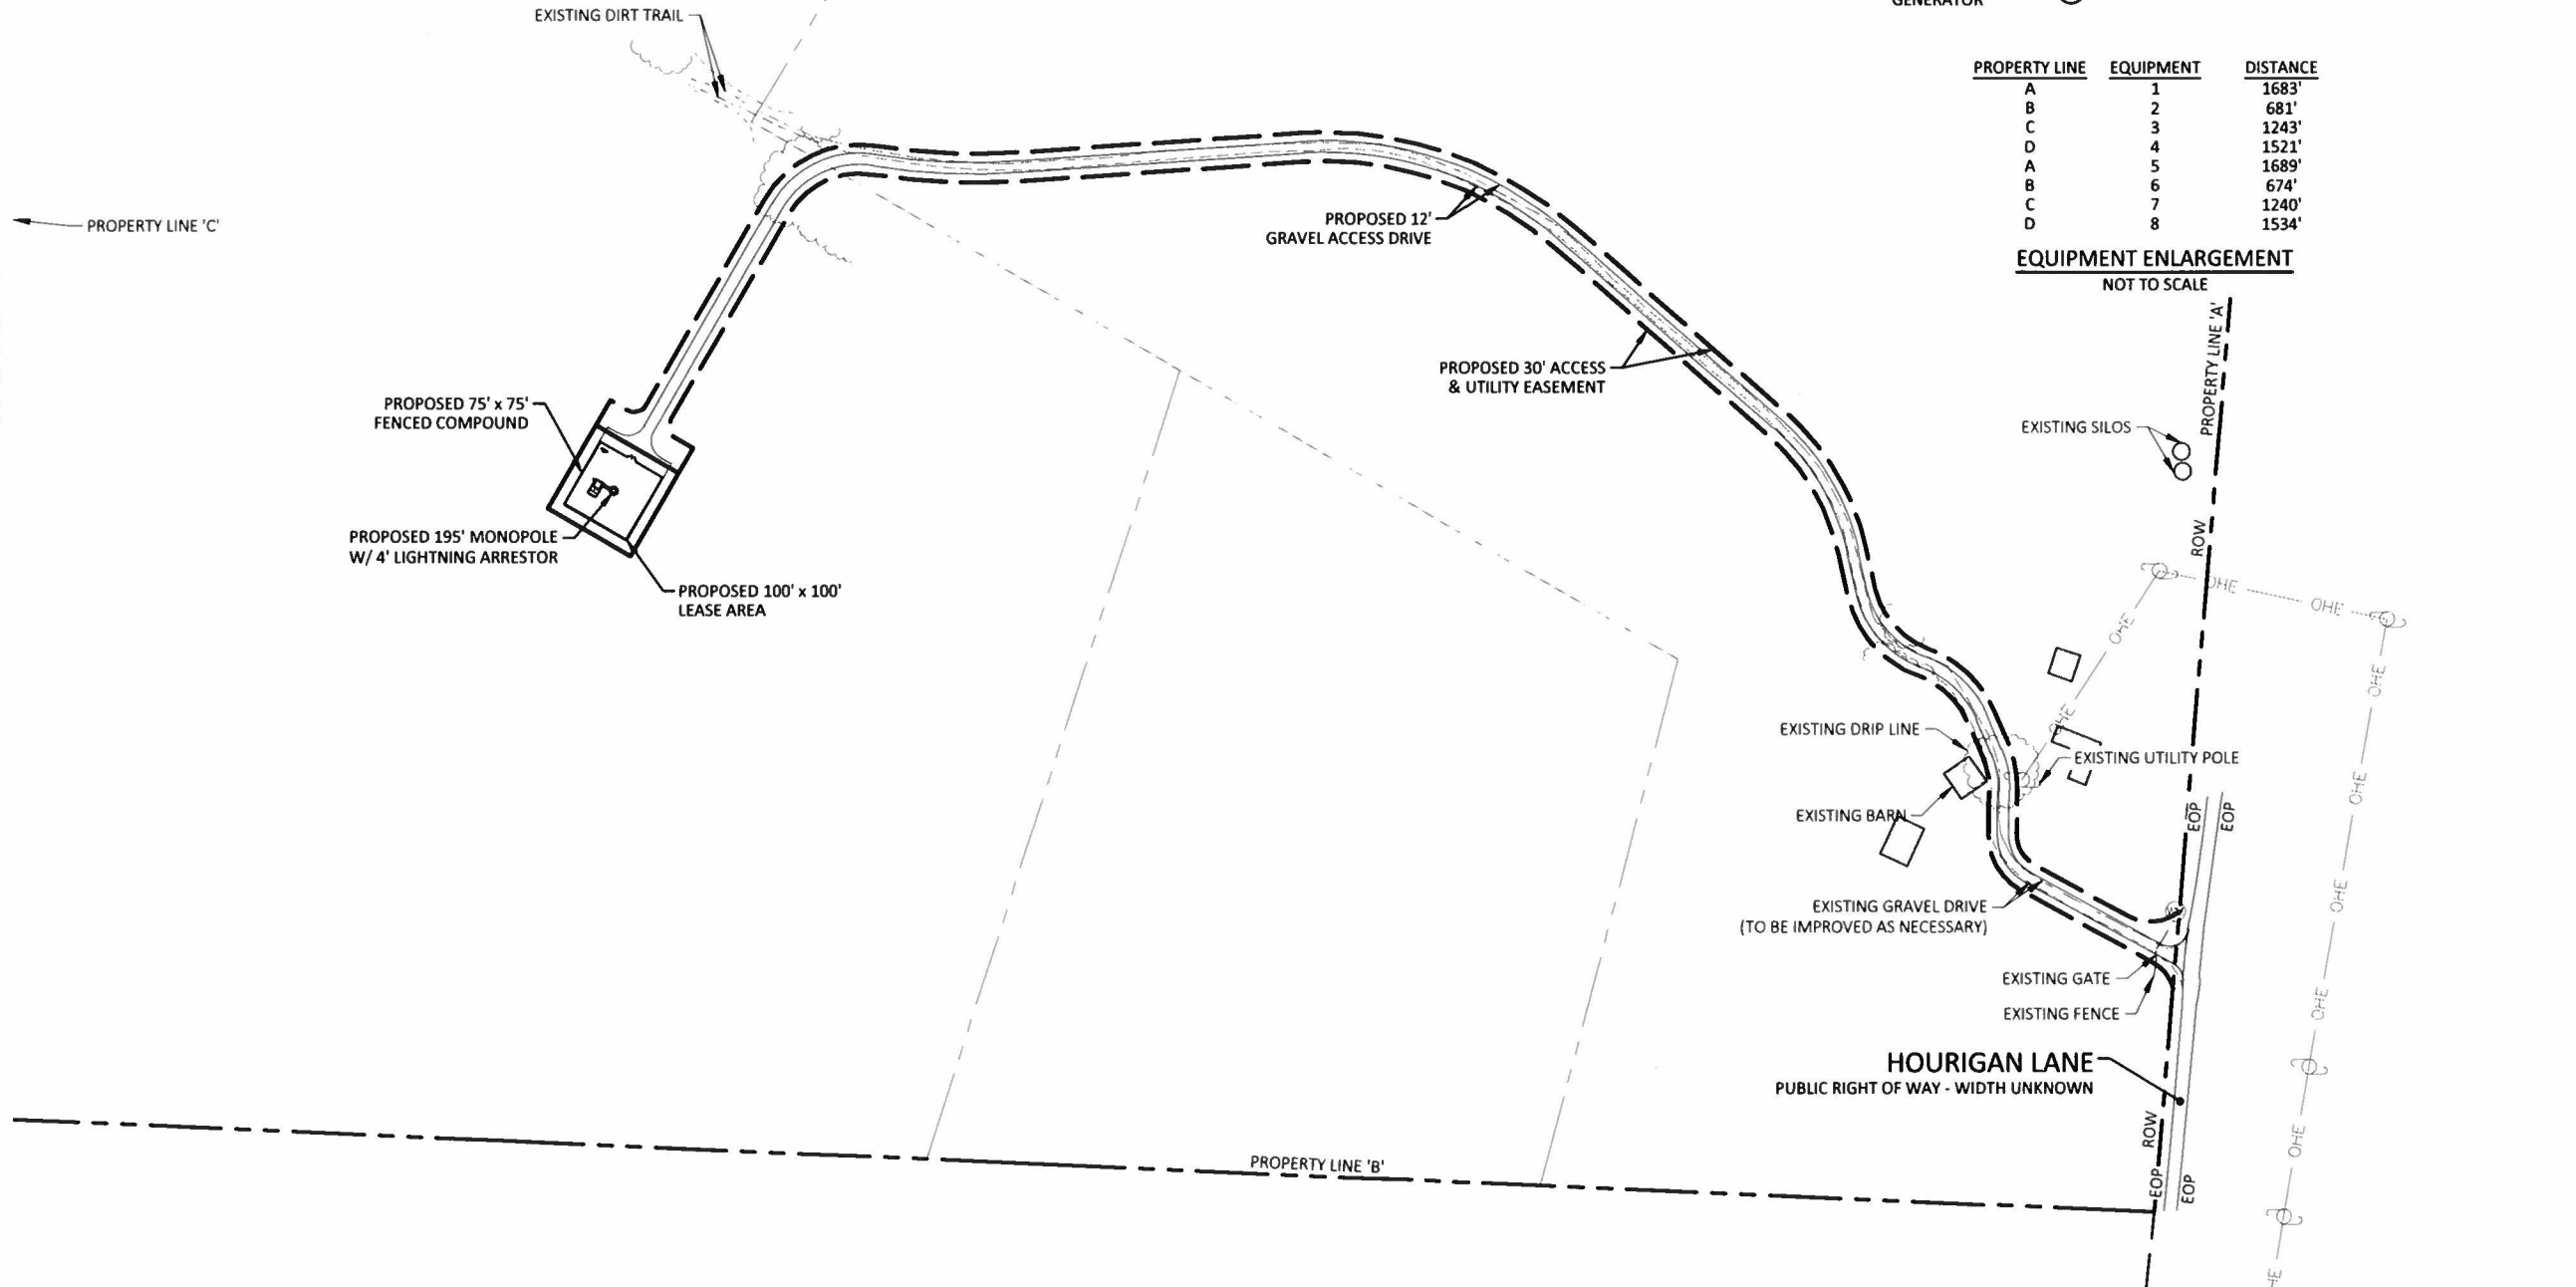 EXISTING DIRT TRAIL
GENERATOR
PROPERTY LINE EQUIPMENT DISTANCE
A 1 1683'
B 2 681'
C 3 1243'
D 4 1521'
A 5 1689'
B 6 674'
C 7 1240'
D 8 1534'
EQUIPMENT ENLARGEMENT
NOT TO SCALE
PROPERTY LINE 'C'
PROPOSED 12'
GRAVEL ACCESS DRIVE
PROPERTY LINE 'A'
PROPOSED 30' ACCESS
& UTILITY EASEMENT
PROPOSED 75' x 75'
FENCED COMPOUND
EXISTING SILOS
PROPOSED 195' MONOPOLE
W/ 4' LIGHTNING ARRESTOR
ROW
PROPOSED 100' x 100'
LEASE AREA
OHE
OHE
OHE
OHE
OHE
EXISTING DRIP LINE
EXISTING UTILITY POLE
OHE
EXISTING BARN
EOP
EOP
OHE
EXISTING GRAVEL DRIVE
(TO BE IMPROVED AS NECESSARY)
EXISTING GATE
OHE
EXISTING FENCE
HOURIGAN LANE
PUBLIC RIGHT OF WAY - WIDTH UNKNOWN
ROW
OHE
PROPERTY LINE 'B'
EOP
EOP
HE